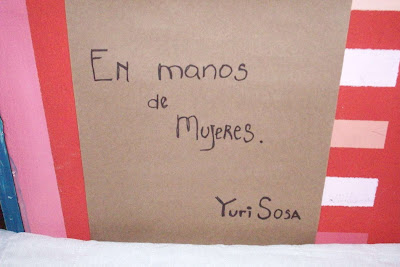 En manos
de
Mujeres.
Yuri Sosa